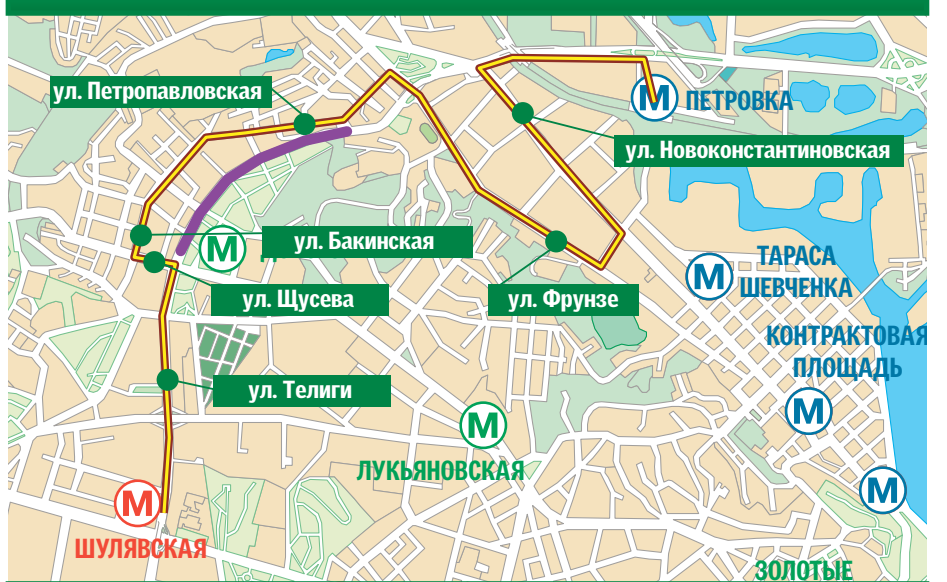 ул. Петропавловская
М ПЕТРОВКА
ул. Новоконстантиновская
ул. Бакинская
М
М
ТАРАСА
ШЕВЧЕНКА
ул. Щусева
ул. Фрунзе
КОНТРАКТОВАЯ
ПЛОЩАДЬ
М
ул. Телиги
М
ЛУКЬЯНОВСКАЯ
М
М
ШУЛЯВСКАЯ
ЗОЛОТЫЕ